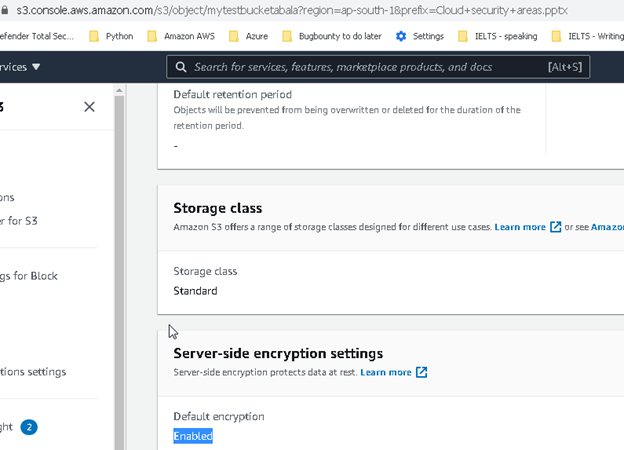 s3.console.aws.amazon.com/s3/object/mytestbucketabala?region=ap-south-1&prefix=Cloud+security+areas.pptx
efender Total Sec... Python Amazon AWS Azure Bugbounty to do later Settings IELTS - speaking IELTS - Writing
rvices ▼ Search for services, features, marketplace products, and docs [Alt+S]
3
Default retention period
Objects will be prevented from being overwritten or deleted for the duration of the
retention period.
-
ons
er for S3
gs for Block
tions settings
ght 2
Storage class
Amazon S3 offers a range of storage classes designed for different use cases. Learn more or see Amazo
Storage class
Standard
Server-side encryption settings
Server-side encryption protects data at rest. Learn more
Default encryption
Enabled